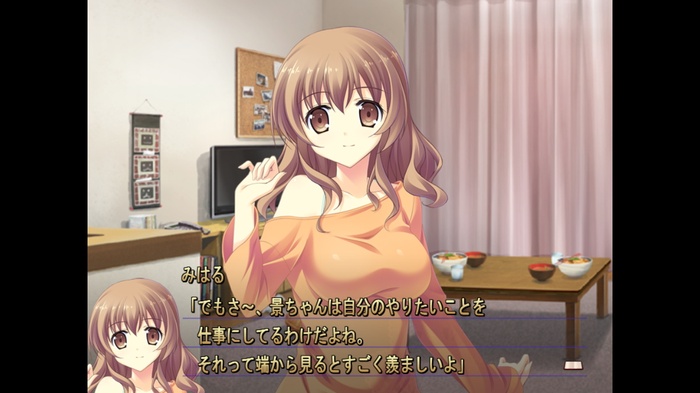 みはる
「でもさ～、景ちゃんは自分のやりたいことを
仕事にしてるわけだよね。
それって端から見るとすごく羨ましいよ」